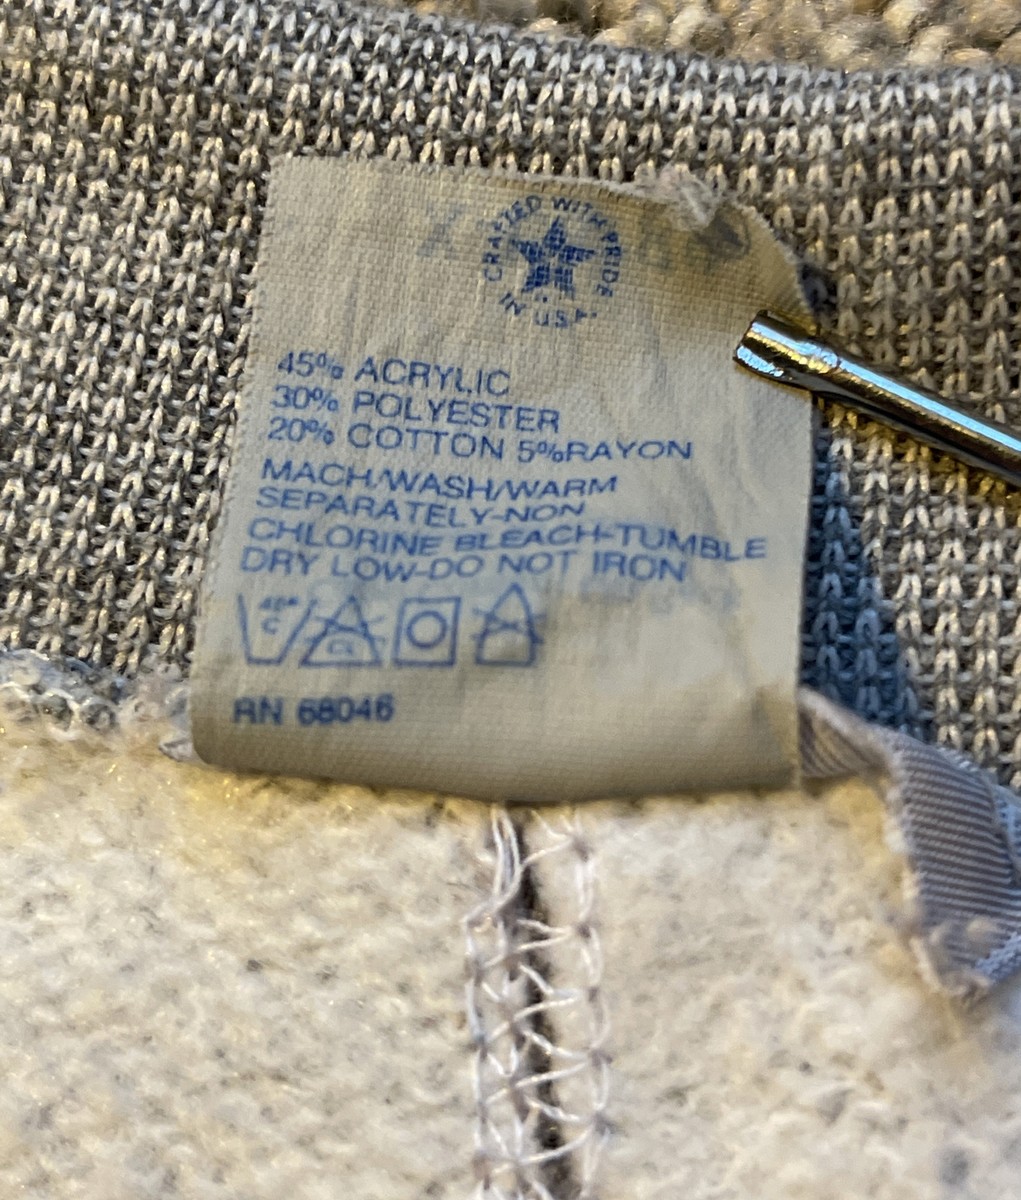 CRAFTED WITH PRIDE
IN U.S.A.
45% ACRYLIC
30% POLYESTER
20% COTTON 5%RAYON
MACH/WASH/WARM
SEPARATELY-NON
CHLORINE BLEACH-TUMBLE
DRY LOW-DO NOT IRON
40° C
CL
RN 68046